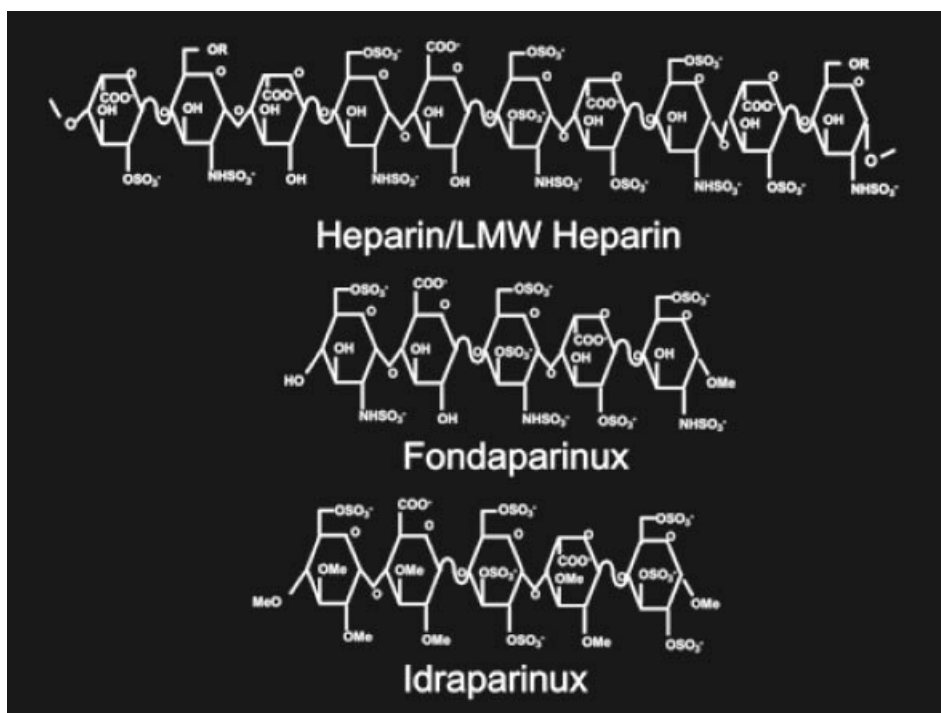 COO⁻
OR OSO₃⁻ OSO₃⁻ OSO₃⁻ OR
O O O O O O O O O O
COO⁻ COO⁻ OSO₃⁻ COO⁻ COO⁻
OH OH OH OH OH OH OH OH OH
O O O O O O O O O O O
OSO₃⁻ NHSO₃⁻ OH NHSO₃⁻ OH NHSO₃⁻ OSO₃⁻ NHSO₃⁻ OSO₃⁻ NHSO₃⁻
Heparin/LMW Heparin
OSO₃⁻ COO⁻ OSO₃⁻ OSO₃⁻
O O O O O
OH OH OSO₃⁻ COO⁻ OH OH
HO O O O O OMe
NHSO₃⁻ OH NHSO₃⁻ OSO₃⁻ NHSO₃⁻
Fondaparinux
OSO₃⁻ COO⁻ OSO₃⁻ OSO₃⁻
O O O O O
OMe OMe OSO₃⁻ COO⁻ OMe OSO₃⁻
MeO O O O O OMe
OMe OMe OSO₃⁻ OMe OSO₃⁻
Idraparinux